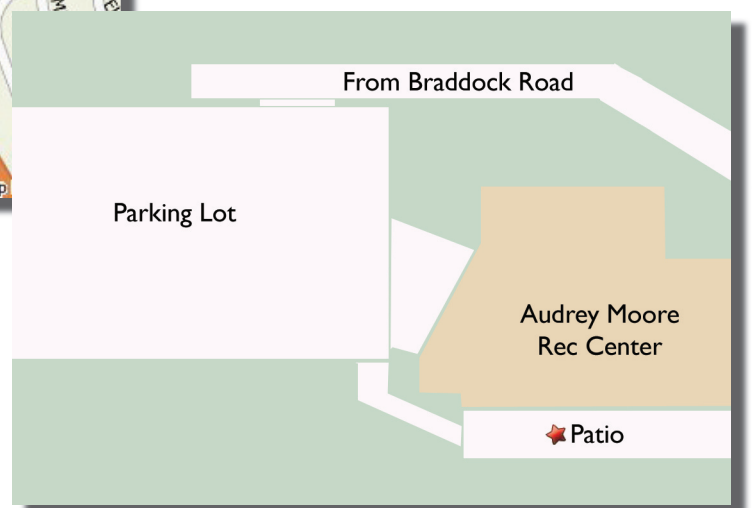 From Braddock Road
Parking Lot
Audrey Moore
Rec Center
Patio